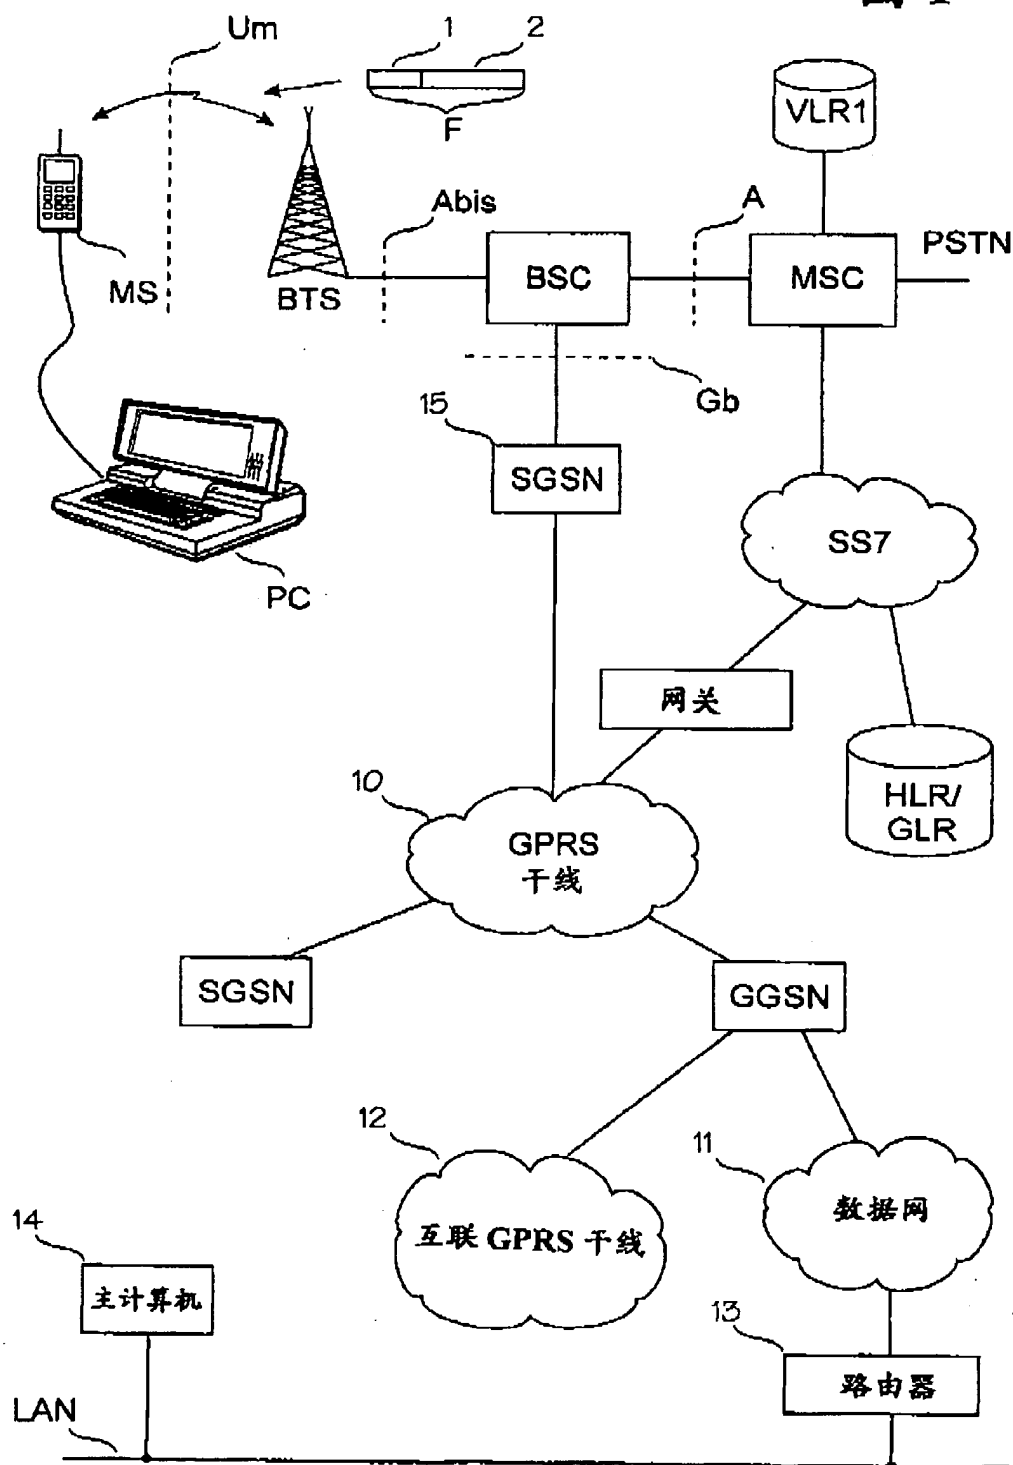 Um
1
2
F
VLR1
Abis
A
PSTN
MS
BTS
BSC
MSC
Gb
15
SGSN
SS7
PC
网关
10
HLR/
GLR
GPRS
干线
SGSN
GGSN
12
11
数据网
互联 GPRS 干线
14
主计算机
13
路由器
LAN